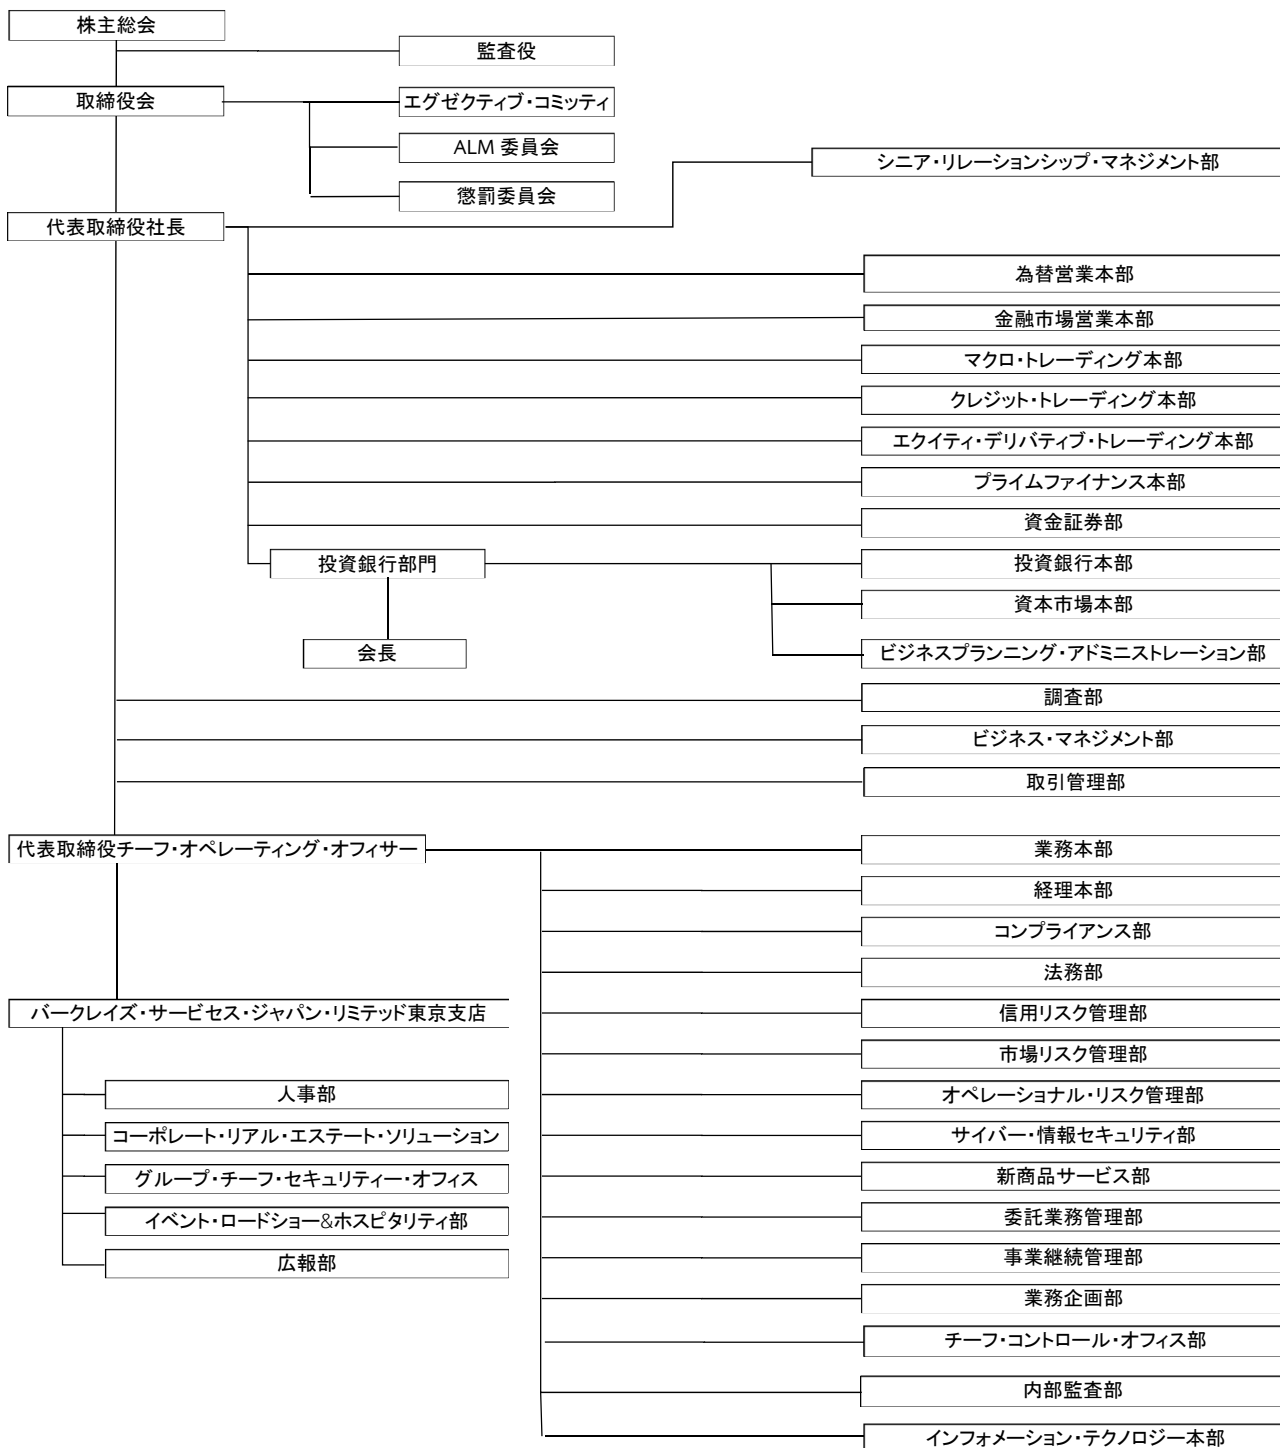 株主総会
監査役
取締役会
エグゼクティブ・コミッティ
ALM 委員会
懲罰委員会
シニア・リレーションシップ・マネジメント部
代表取締役社長
為替営業本部
金融市場営業本部
マクロ・トレーディング本部
クレジット・トレーディング本部
エクイティ・デリバティブ・トレーディング本部
プライムファイナンス本部
資金証券部
投資銀行部門
投資銀行本部
資本市場本部
会長
ビジネスプランニング・アドミニストレーション部
調査部
ビジネス・マネジメント部
取引管理部
代表取締役チーフ・オペレーティング・オフィサー
業務本部
経理本部
コンプライアンス部
法務部
信用リスク管理部
市場リスク管理部
オペレーショナル・リスク管理部
サイバー・情報セキュリティ部
新商品サービス部
委託業務管理部
事業継続管理部
業務企画部
チーフ・コントロール・オフィス部
内部監査部
インフォメーション・テクノロジー本部
バークレイズ・サービセス・ジャパン・リミテッド東京支店
人事部
コーポレート・リアル・エステート・ソリューション
グループ・チーフ・セキュリティー・オフィス
イベント・ロードショー&ホスピタリティ部
広報部